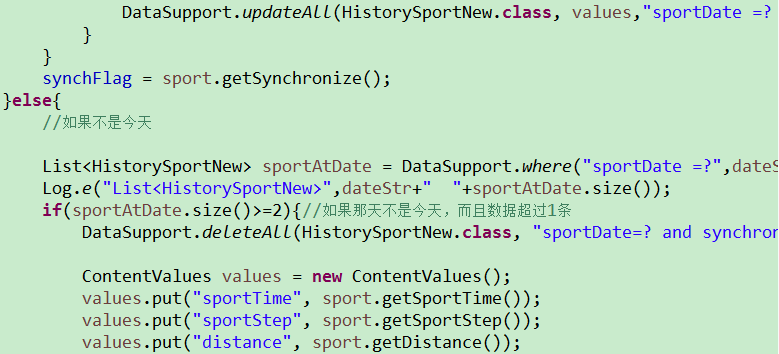 DataSupport.updateAll(HistorySportNew.class, values,"sportDate =?
}
}
synchFlag = sport.getSynchronize();
}else{
//如果不是今天
List<HistorySportNew> sportAtDate = DataSupport.where("sportDate =?",dateS
Log.e("List<HistorySportNew>",dateStr+"  "+sportAtDate.size());
if(sportAtDate.size()>=2){//如果那天不是今天，而且数据超过1条
DataSupport.deleteAll(HistorySportNew.class, "sportDate=? and synchron
ContentValues values = new ContentValues();
values.put("sportTime", sport.getSportTime());
values.put("sportStep", sport.getSportStep());
values.put("distance", sport.getDistance());